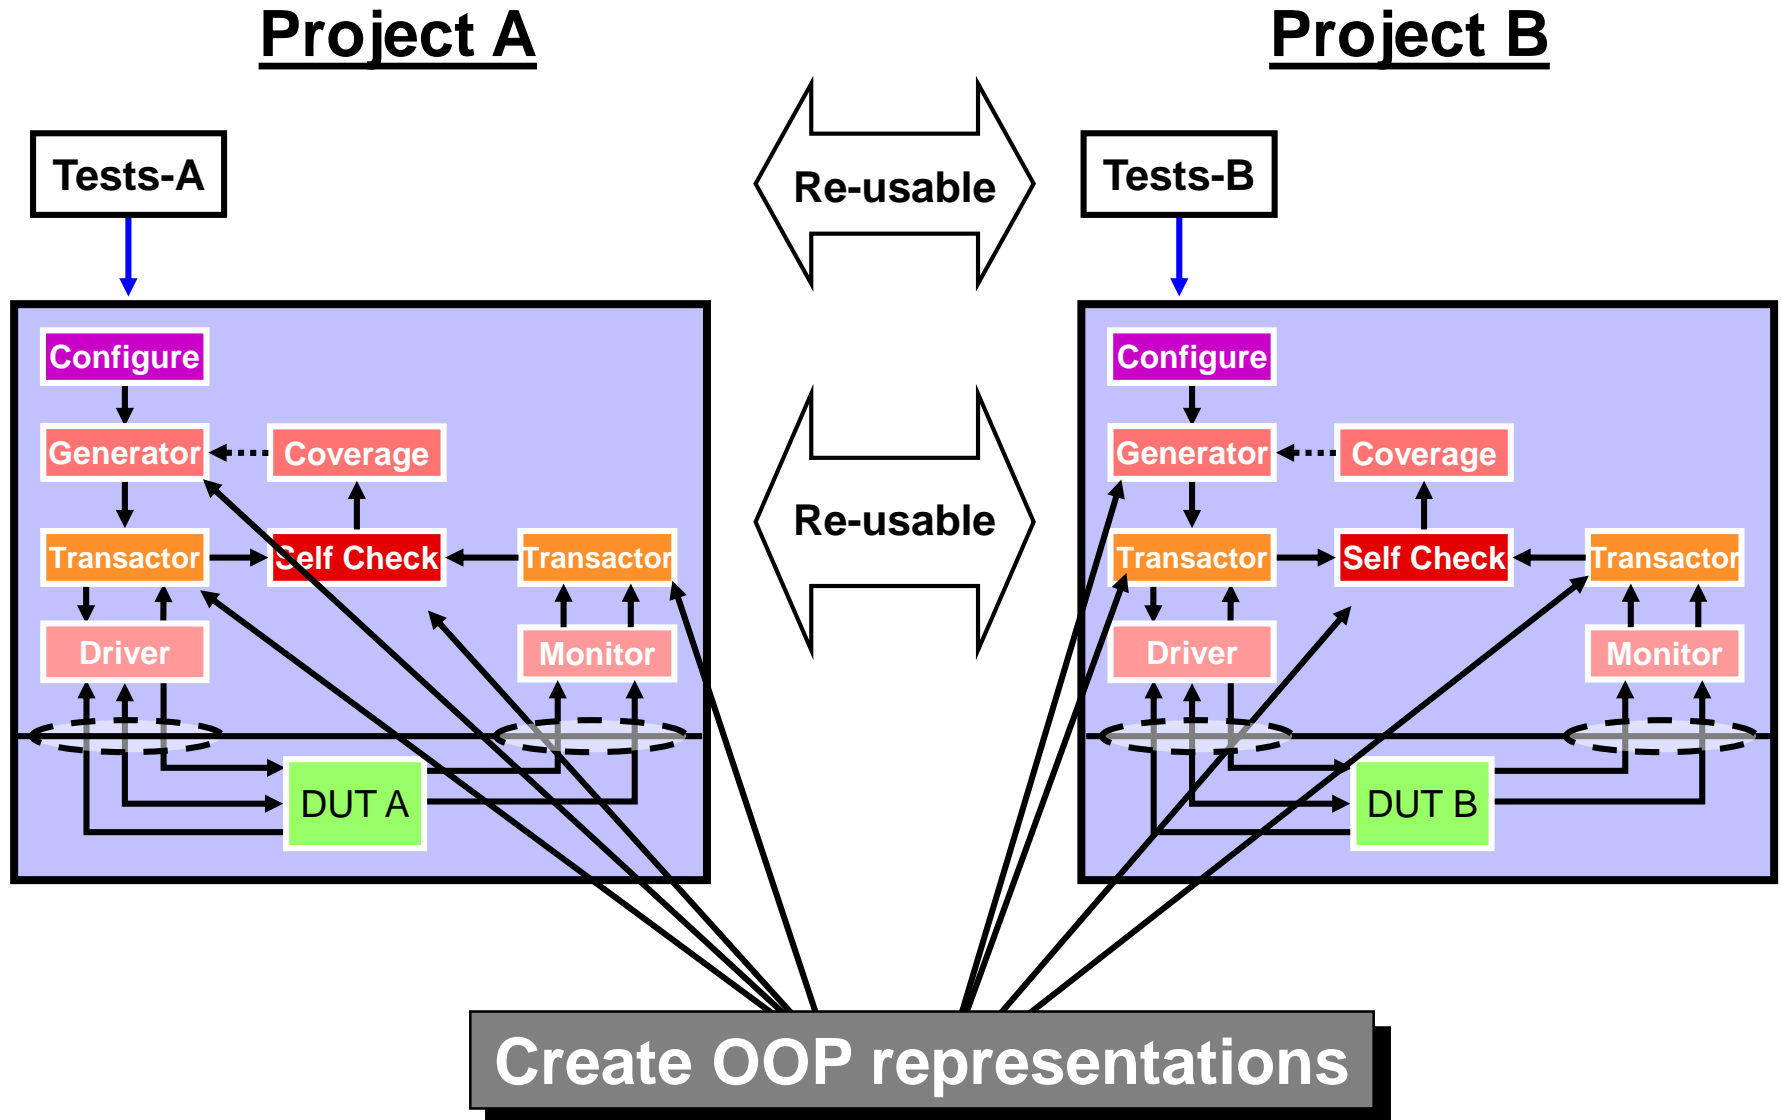 Project A
Project B
Tests-A
Re-usable
Tests-B
Configure
Generator
Coverage
Transactor
Self Check
Transactor
Driver
Monitor
DUT A
Re-usable
Configure
Generator
Coverage
Transactor
Self Check
Transactor
Driver
Monitor
DUT B
Create OOP representations